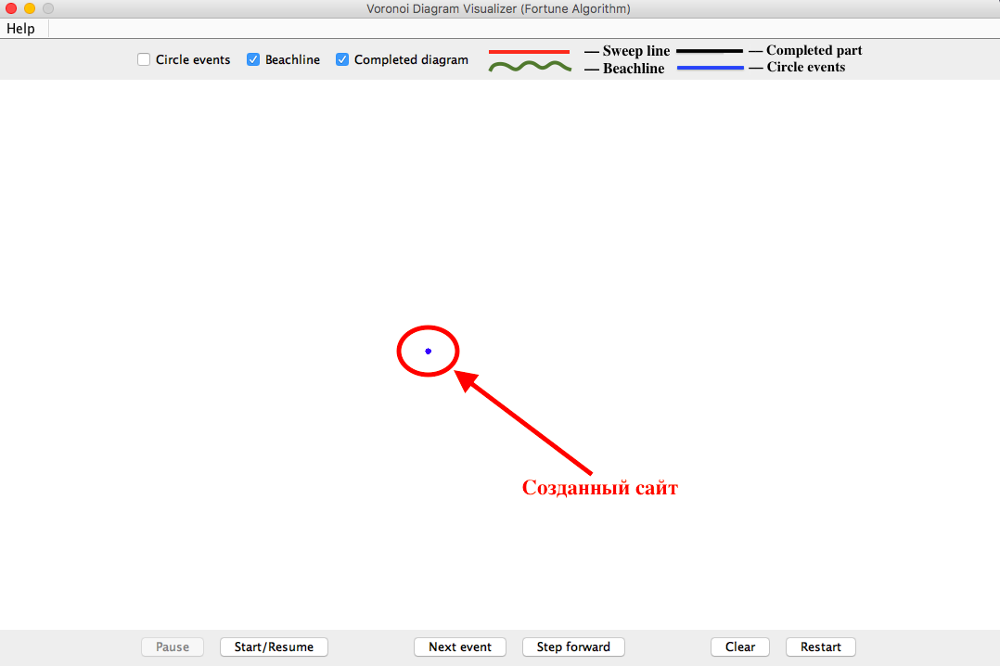 Voronoi Diagram Visualizer (Fortune Algorithm)
Help
Circle events Beachline Completed diagram
— Sweep line — Completed part
— Beachline — Circle events
Созданный сайт
Pause Start/Resume Next event Step forward Clear Restart